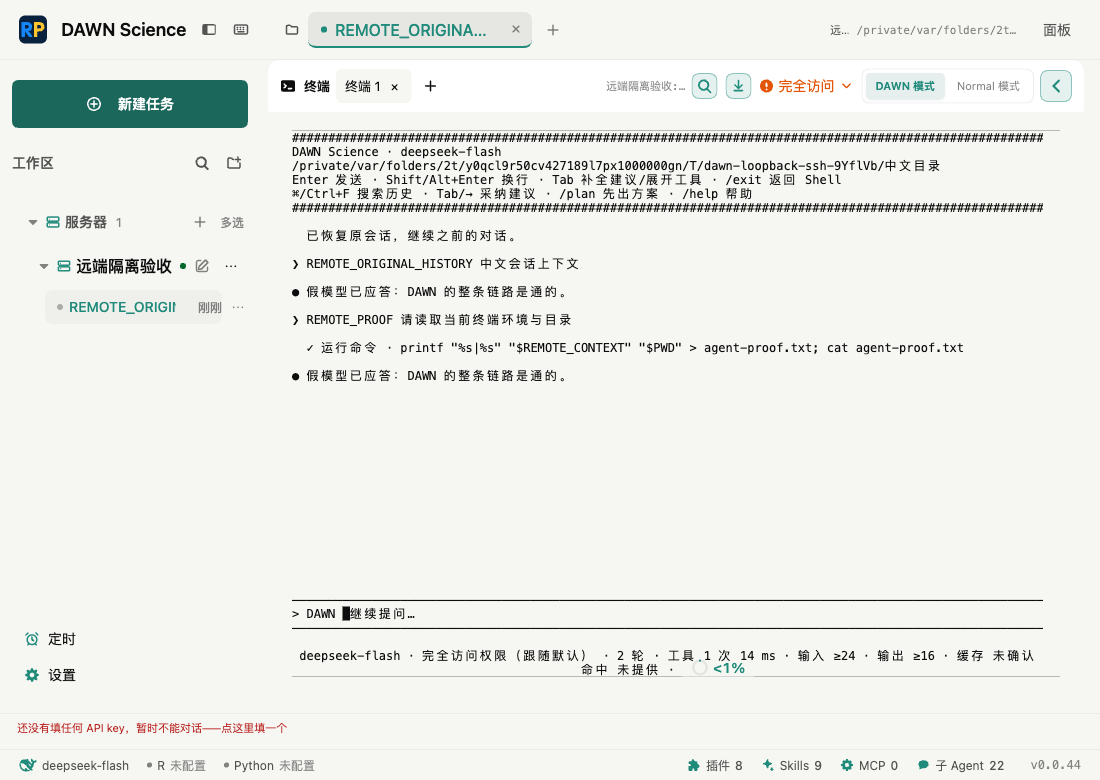 RP DAWN Science
REMOTE_ORIGINA... ×
远… /private/var/folders/2t…
面板
新建任务
工作区
服务器 1 多选
远端隔离验收 ...
REMOTE_ORIGIN 刚刚 ...
定时
设置
终端 终端 1 × +
远端隔离验收:…
完全访问
DAWN 模式 Normal 模式
########################################################################################################
DAWN Science · deepseek-flash
/private/var/folders/2t/y0qcl9r50cv427189l7px1000000gn/T/dawn-loopback-ssh-9YflVb/中文目录
Enter 发送 · Shift/Alt+Enter 换行 · Tab 补全建议/展开工具 · /exit 返回 Shell
⌘/Ctrl+F 搜索历史 · Tab/→ 采纳建议 · /plan 先出方案 · /help 帮助
########################################################################################################
已恢复原会话, 继续之前的对话。
❯ REMOTE_ORIGINAL_HISTORY 中文会话上下文
● 假模型已应答: DAWN 的整条链路是通的。
❯ REMOTE_PROOF 请读取当前终端环境与目录
✓ 运行命令 · printf "%s|%s" "$REMOTE_CONTEXT" "$PWD" > agent-proof.txt; cat agent-proof.txt
● 假模型已应答: DAWN 的整条链路是通的。
> DAWN 继续提问…
deepseek-flash · 完全访问权限 (跟随默认) · 2 轮 · 工具 1 次 14 ms · 输入 ≥24 · 输出 ≥16 · 缓存 未确认
命中 未提供 · <1%
还没有填任何 API key，暂时不能对话——点这里填一个
deepseek-flash R 未配置 Python 未配置
插件 8 Skills 9 MCP 0 子 Agent 22 v0.0.44